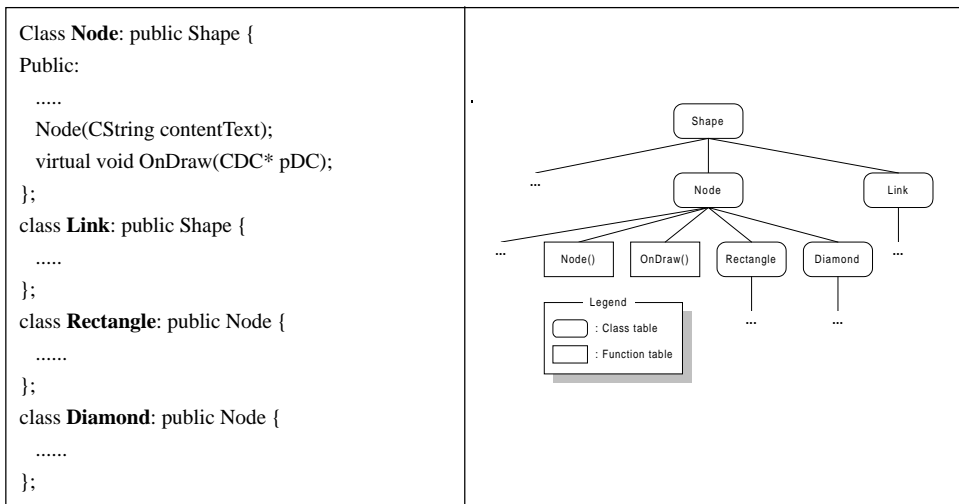 Class Node: public Shape {
Public:
.....
Node(CString contentText);
virtual void OnDraw(CDC* pDC);
};
class Link: public Shape {
.....
};
class Rectangle: public Node {
......
};
class Diamond: public Node {
......
};
Shape
...
Node
Link
...
Node()
OnDraw()
Rectangle
Diamond
...
...
...
Legend
: Class table
: Function table